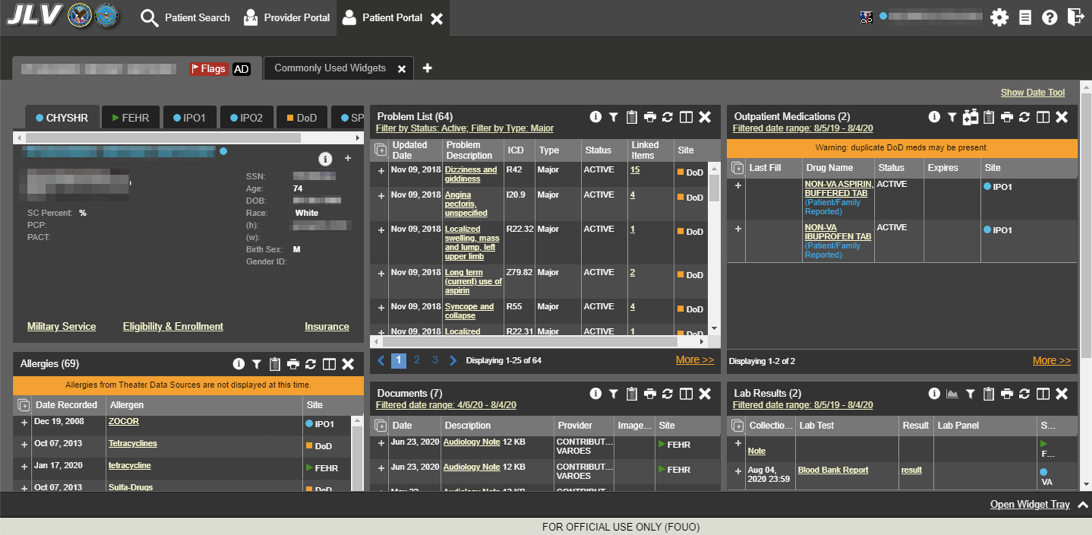 JLV Patient Search Provider Portal Patient Portal
Flags AD Commonly Used Widgets
Show Date Tool
CHYSHR FEHR IPO1 IPO2 DoD SP
SSN:
Age: 74
DOB:
SC Percent: % Race: White
PCP: (h):
PACT: (w):
Birth Sex: M
Gender ID:
Military Service Eligibility & Enrollment Insurance
Problem List (64)
Filter by Status: Active; Filter by Type: Major
Updated Date Problem Description ICD Type Status Linked Items Site
Nov 09, 2018 Dizziness and giddiness R42 Major ACTIVE 15 DoD
Nov 09, 2018 Angina pectoris, unspecified I20.9 Major ACTIVE 4 DoD
Nov 09, 2018 Localized swelling, mass and lump, left upper limb R22.32 Major ACTIVE 1 DoD
Nov 09, 2018 Long term (current) use of aspirin Z79.82 Major ACTIVE 2 DoD
Nov 09, 2018 Syncope and collapse R55 Major ACTIVE 4 DoD
Nov 09, 2018 Localized R22.31 Major ACTIVE 1 DoD
1 2 3 Displaying 1-25 of 64 More >>
Outpatient Medications (2)
Filtered date range: 8/5/19 - 8/4/20
Warning: duplicate DoD meds may be present.
Last Fill Drug Name Status Expires Site
NON-VA ASPIRIN, BUFFERED TAB (Patient/Family Reported) ACTIVE IPO1
NON-VA IBUPROFEN TAB (Patient/Family Reported) ACTIVE IPO1
Displaying 1-2 of 2 More >>
Allergies (69)
Allergies from Theater Data Sources are not displayed at this time.
Date Recorded Allergen Site
Dec 19, 2008 ZOCOR IPO1
Oct 07, 2013 Tetracyclines DoD
Jan 17, 2020 tetracycline FEHR
Oct 07, 2013 Sulfa-Drugs DoD
Documents (7)
Filtered date range: 4/6/20 - 8/4/20
Date Description Provider Image... Site
Jun 23, 2020 Audiology Note 12 KB CONTRIBUT... VAROES FEHR
Jun 23, 2020 Audiology Note 12 KB CONTRIBUT... VAROES FEHR
Audiology Note 12 KB CONTRIBUT...
Lab Results (2)
Filtered date range: 8/5/19 - 8/4/20
Collectio... Lab Test Result Lab Panel S...
Note F...
Aug 04, 2020 23:59 Blood Bank Report result VA
Open Widget Tray
FOR OFFICIAL USE ONLY (FOUO)